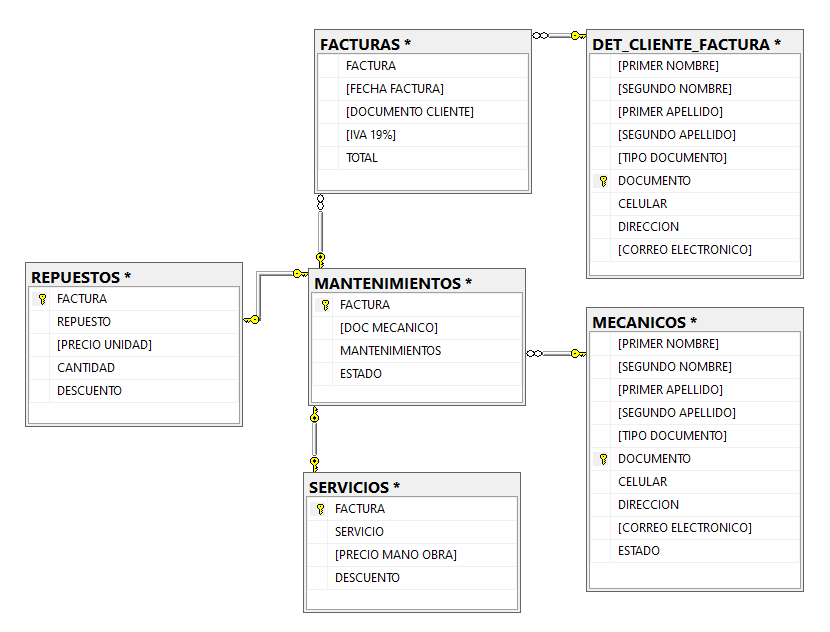 FACTURAS *
FACTURA
[FECHA FACTURA]
[DOCUMENTO CLIENTE]
[IVA 19%]
TOTAL
DET_CLIENTE_FACTURA *
[PRIMER NOMBRE]
[SEGUNDO NOMBRE]
[PRIMER APELLIDO]
[SEGUNDO APELLIDO]
[TIPO DOCUMENTO]
DOCUMENTO
CELULAR
DIRECCION
[CORREO ELECTRONICO]
REPUESTOS *
FACTURA
REPUESTO
[PRECIO UNIDAD]
CANTIDAD
DESCUENTO
MANTENIMIENTOS *
FACTURA
[DOC MECANICO]
MANTENIMIENTOS
ESTADO
MECANICOS *
[PRIMER NOMBRE]
[SEGUNDO NOMBRE]
[PRIMER APELLIDO]
[SEGUNDO APELLIDO]
[TIPO DOCUMENTO]
DOCUMENTO
CELULAR
DIRECCION
[CORREO ELECTRONICO]
ESTADO
SERVICIOS *
FACTURA
SERVICIO
[PRECIO MANO OBRA]
DESCUENTO